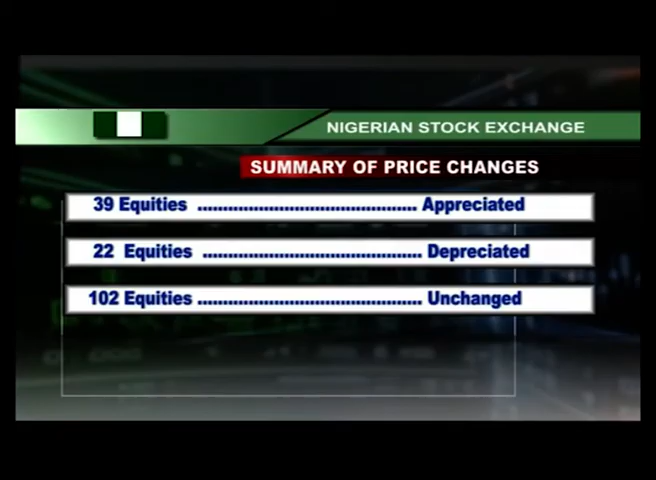 NIGERIAN STOCK EXCHANGE
SUMMARY OF PRICE CHANGES
39 Equities ........................................... Appreciated
22 Equities ........................................... Depreciated
102 Equities ............................................ Unchanged